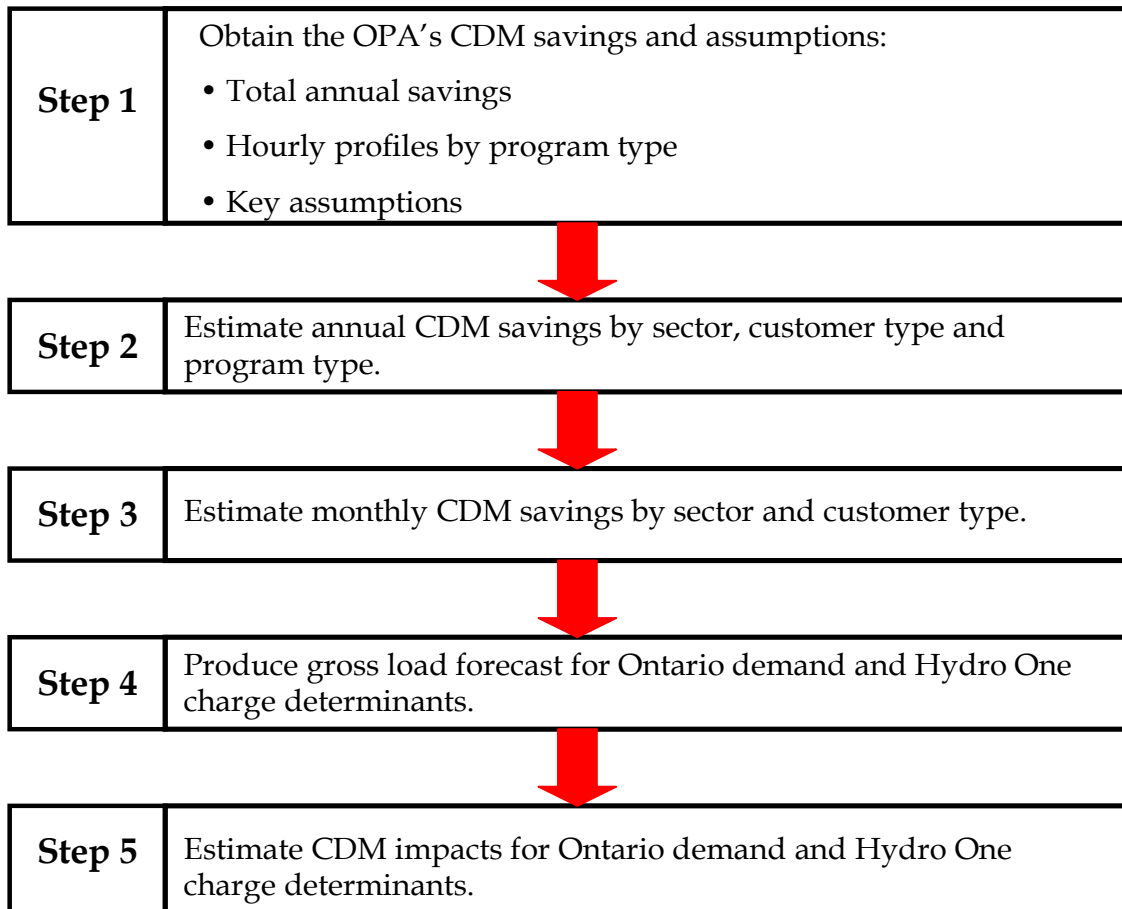 Step 1
Obtain the OPA’s CDM savings and assumptions:
• Total annual savings
• Hourly profiles by program type
• Key assumptions
Step 2
Estimate annual CDM savings by sector, customer type and
program type.
Step 3
Estimate monthly CDM savings by sector and customer type.
Step 4
Produce gross load forecast for Ontario demand and Hydro One
charge determinants.
Step 5
Estimate CDM impacts for Ontario demand and Hydro One
charge determinants.